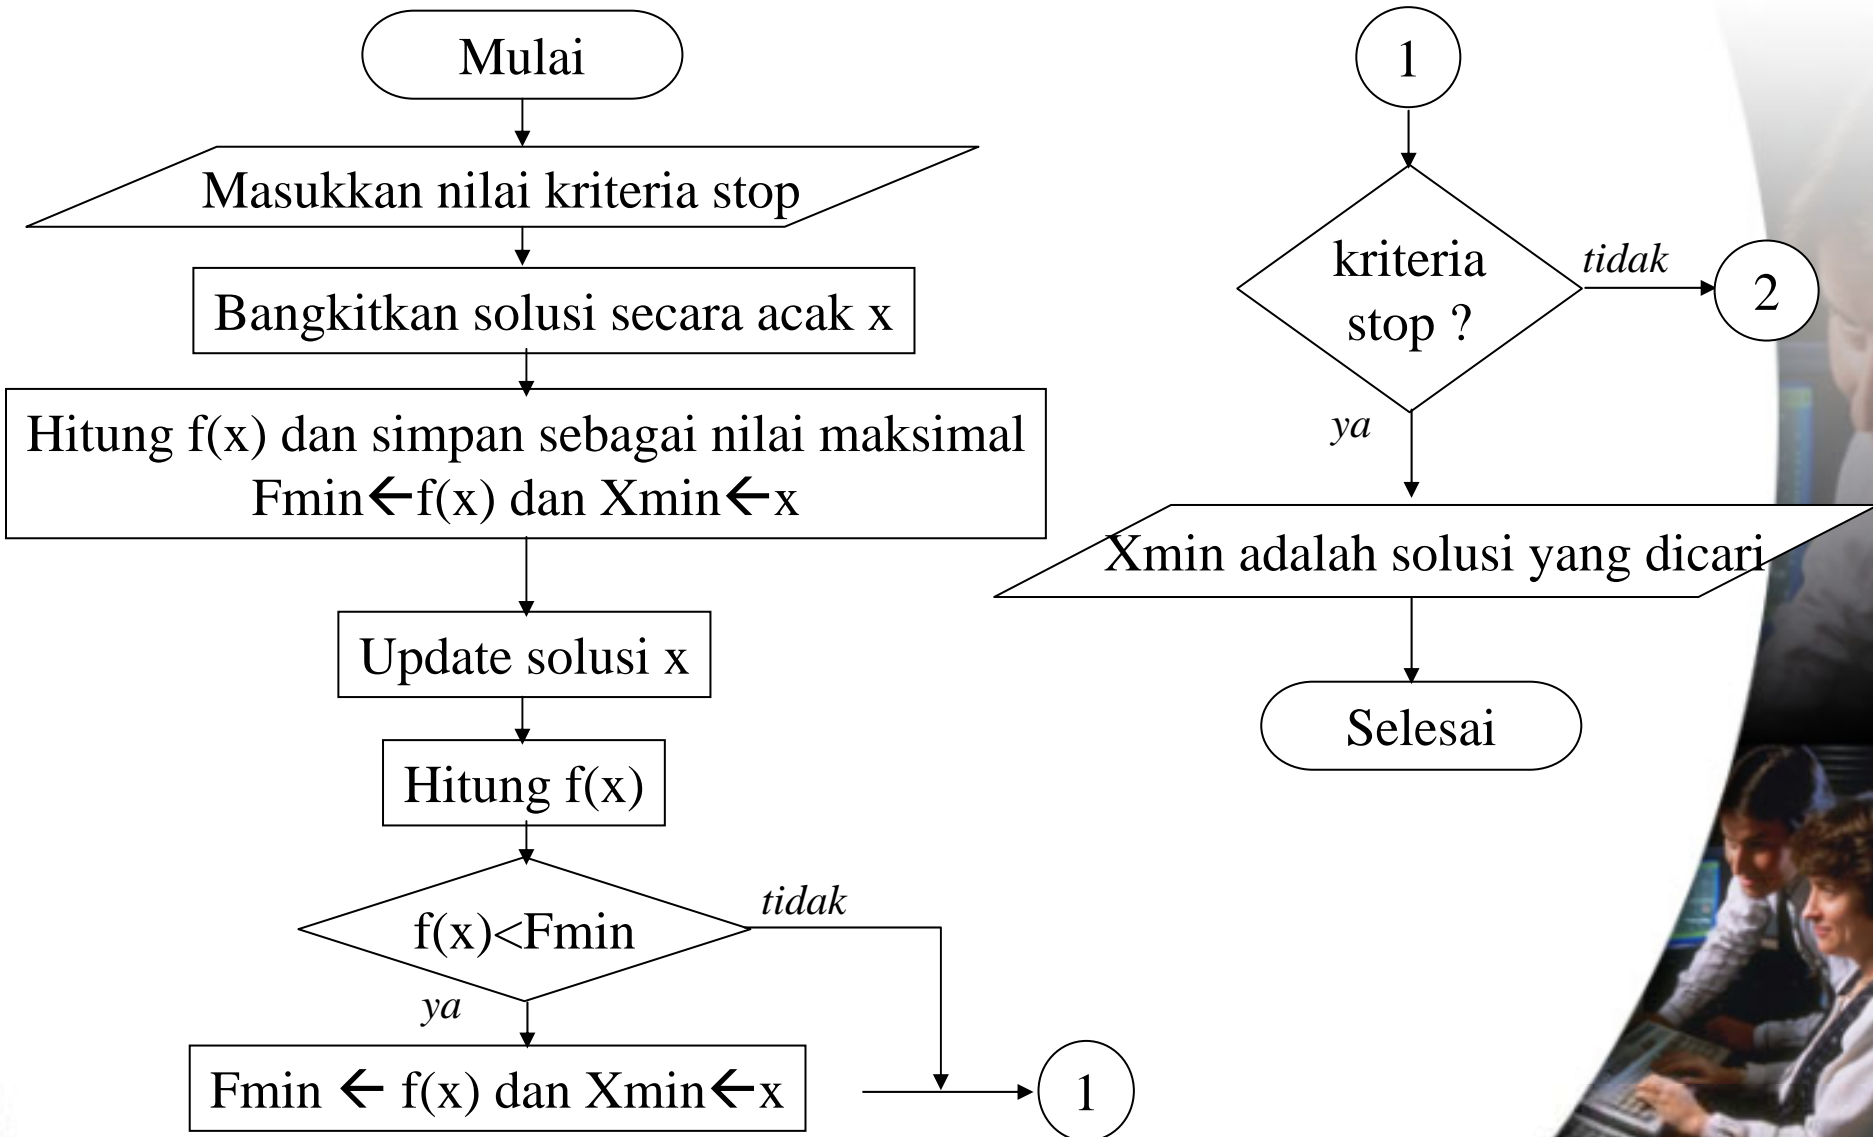 Mulai
Masukkan nilai kriteria stop
Bangkitkan solusi secara acak x
Hitung f(x) dan simpan sebagai nilai maksimal
Fmin←f(x) dan Xmin←x
Update solusi x
Hitung f(x)
f(x)<Fmin
tidak
ya
Fmin ← f(x) dan Xmin←x
1
1
kriteria
stop ?
tidak
2
ya
Xmin adalah solusi yang dicari
Selesai